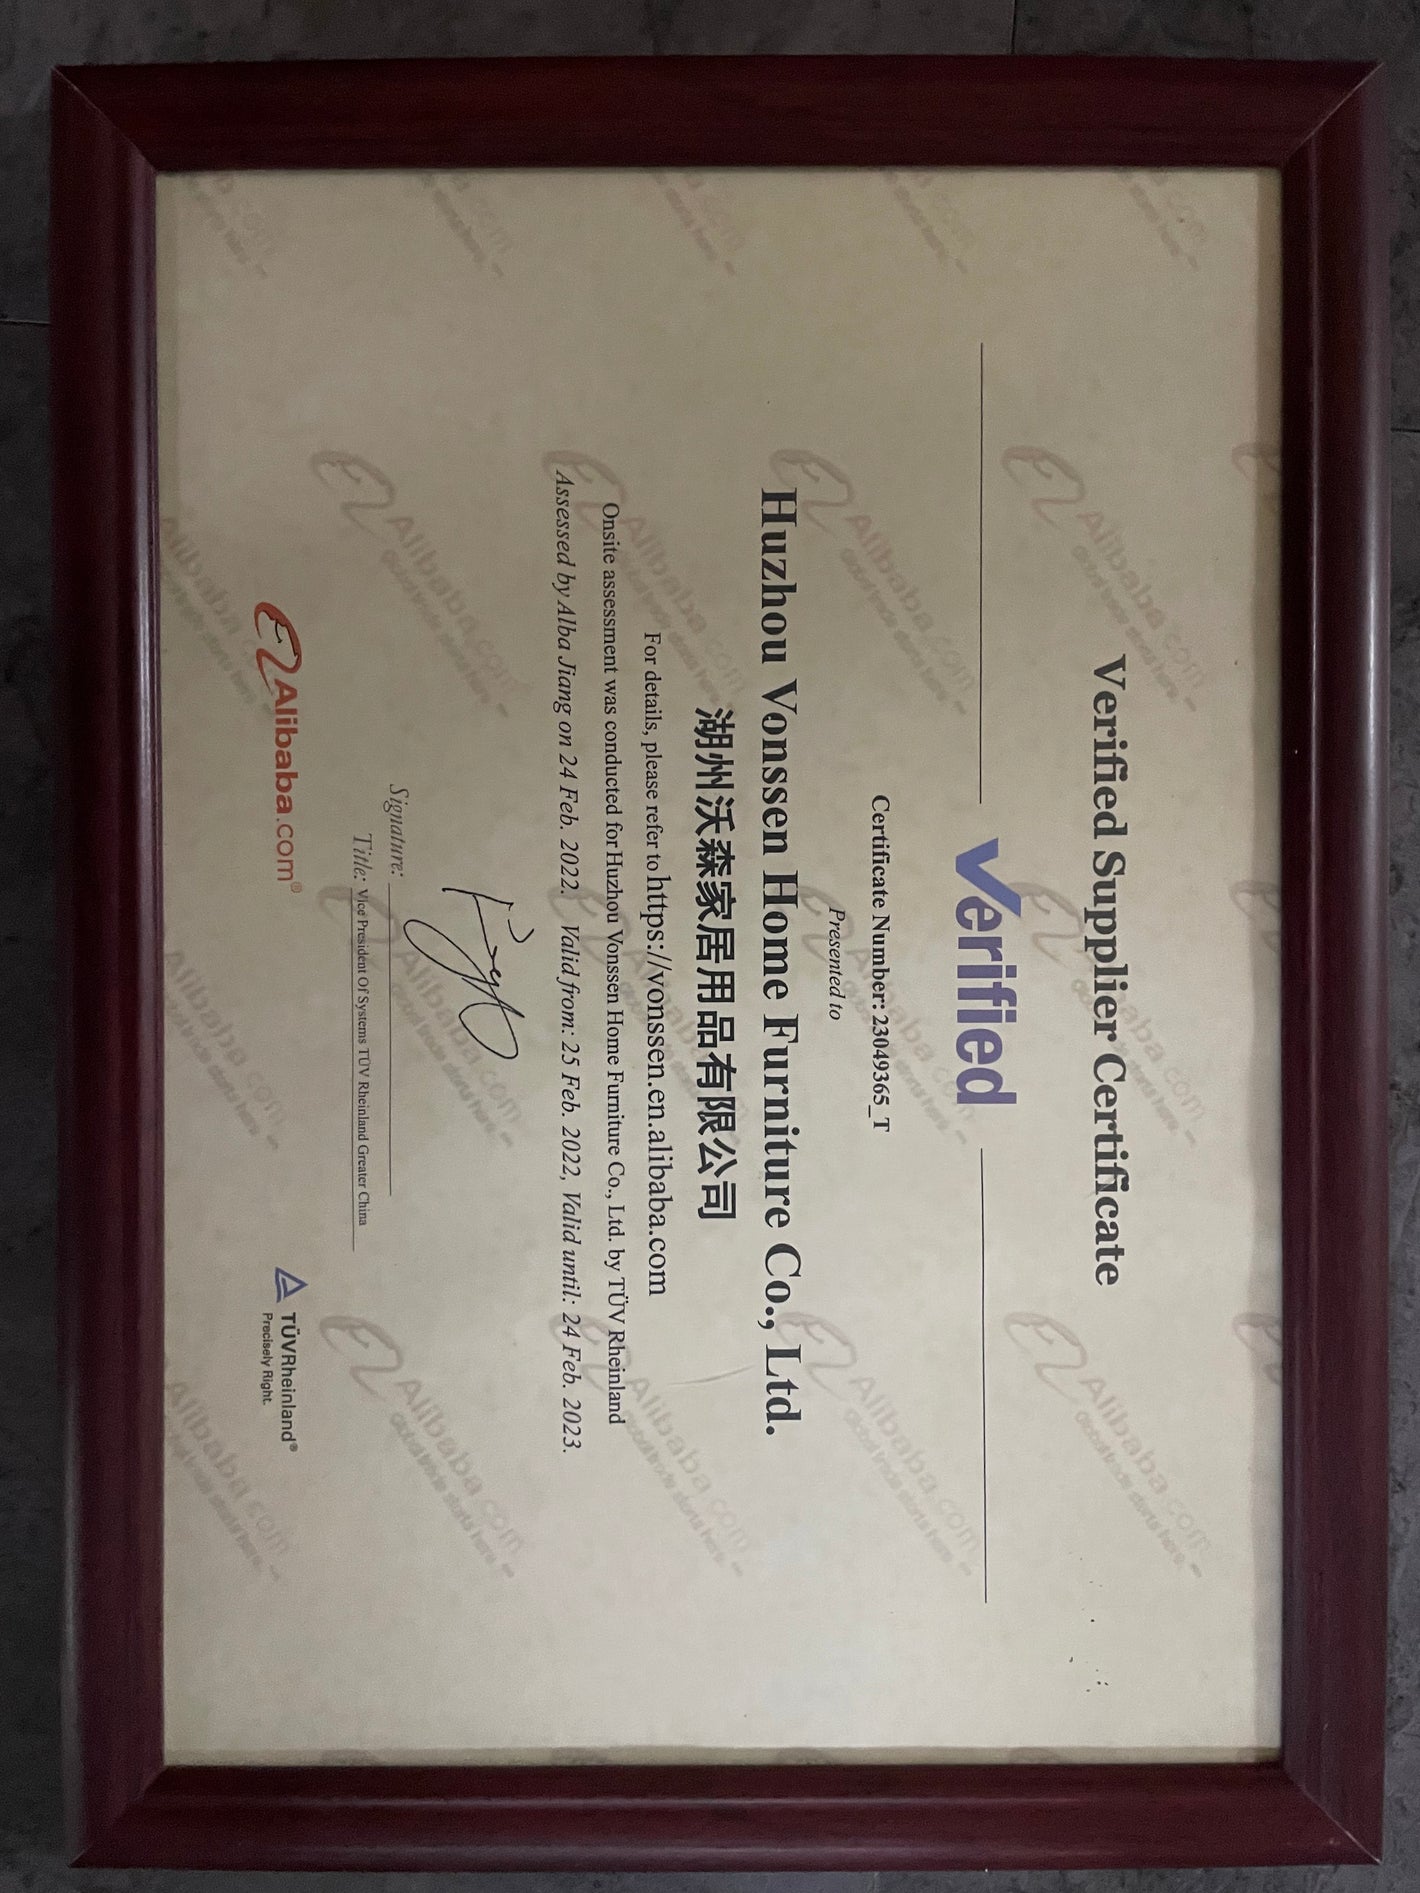 Verified Supplier Certificate
Verified
Certificate Number: 23049365_T
Presented to
Huzhou Vonssen Home Furniture Co., Ltd.
湖州沃森家居用品有限公司
For details, please refer to https://vonssen.en.alibaba.com
Onsite assessment was conducted for Huzhou Vonssen Home Furniture Co., Ltd. by TÜV Rheinland
Assessed by Alba Jiang on 24 Feb. 2022. Valid from: 25 Feb. 2022, Valid until: 24 Feb. 2023.
Signature:
Title: Vice President Of Systems TÜV Rheinland Greater China
Alibaba.com®
TÜVRheinland®
Precisely Right.